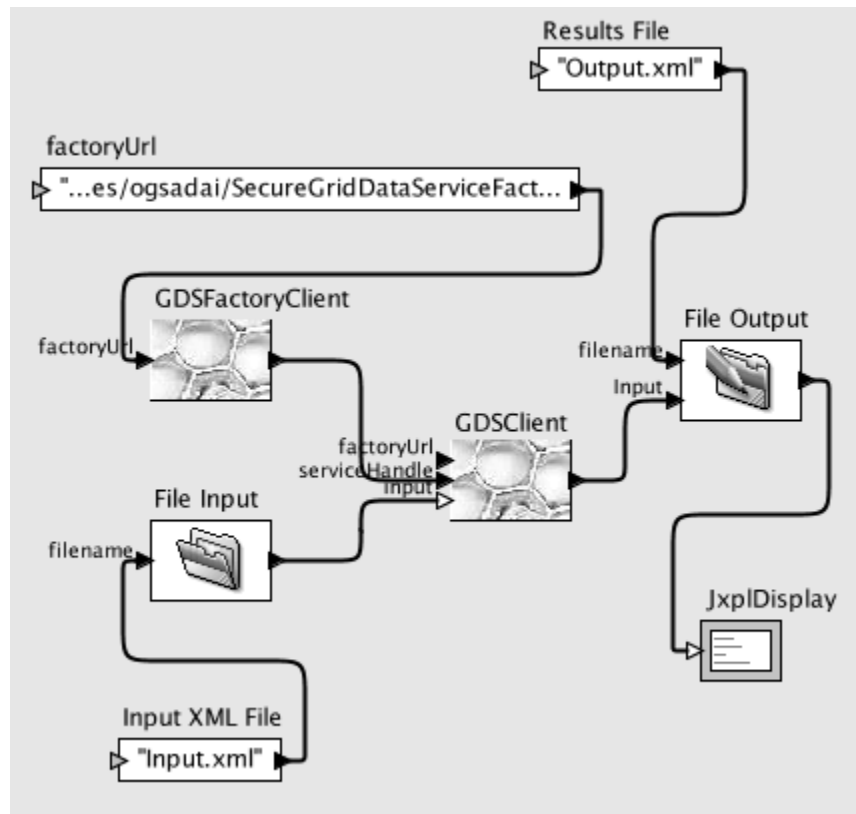 Results File
"Output.xml"
factoryUrl
"...es/ogsadai/SecureGridDataServiceFact...
GDSFactoryClient
factoryUrl
File Output
filename
Input
GDSClient
factoryUrl
serviceHandle
Input
File Input
filename
JxplDisplay
Input XML File
"Input.xml"